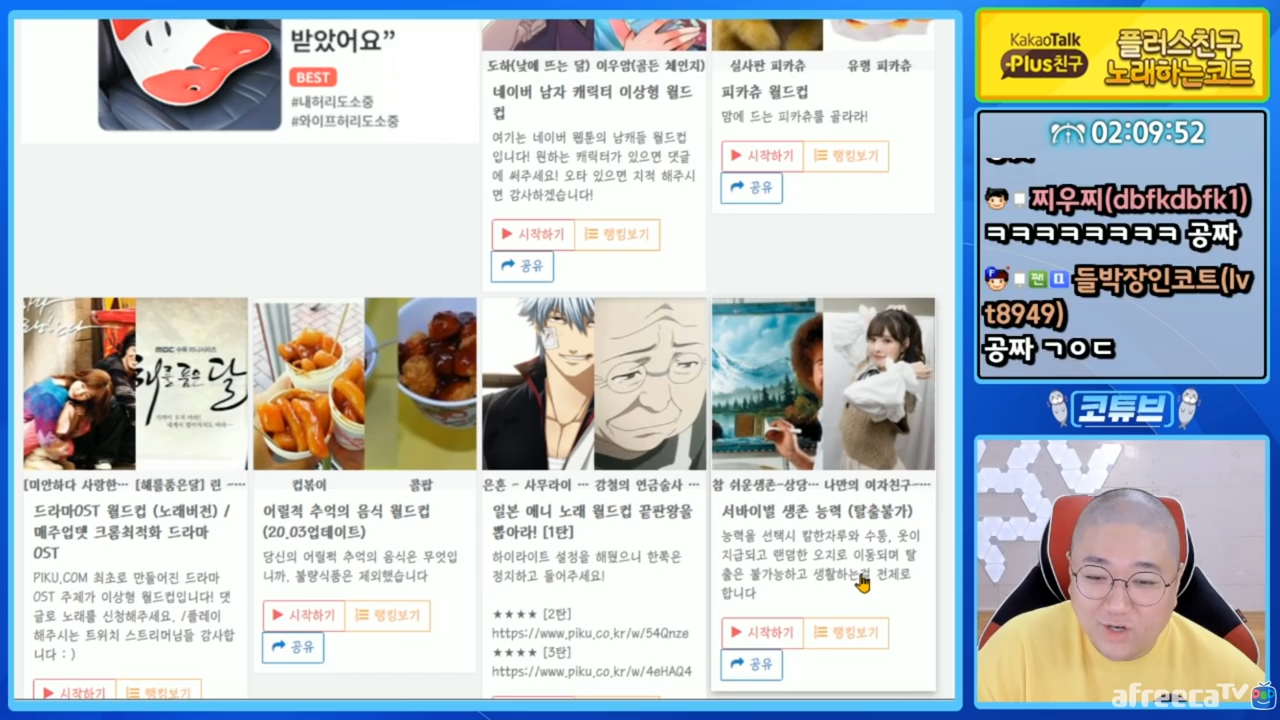 받았어요”
BEST
#내허리도소중
#와이프허리도소중
도하(낮에 뜨는 달)
이우암(골든 체인지)
네이버 남자 캐릭터 이상형 월드
컵
여기는 네이버 웹툰의 남캐들 월드컵
입니다! 원하는 캐릭터가 있으면 댓글
에 써주세요! 오타 있으면 지적 해주시
면 감사하겠습니다!
시작하기
랭킹보기
공유
실사판 피카츄
유령 피카츄
피카츄 월드컵
맘에 드는 피카츄를 골라라!
시작하기
랭킹보기
공유
MBC 수목 미니시리즈
해를 품은 달
[미안하다 사랑한…
[해를품은달] 린 -…
드라마OST 월드컵 (노래버전) /
매주업뎃 크롬최적화 드라마
OST
PIKU.COM 최초로 만들어진 드라마
OST 주제가 이상형 월드컵입니다! 댓
글로 노래를 신청해주세요. /플레이
해주시는 트위치 스트리머님들 감사합
니다 : )
시작하기
랭킹보기
컵볶이
콜팝
어릴적 추억의 음식 월드컵
(20.03업테이트)
당신의 어릴쩍 추억의 음식은 무엇입
니까. 불량식품은 제외했습니다
시작하기
랭킹보기
공유
은혼 - 사무라이 …
강철의 연금술사 …
일본 애니 노래 월드컵 끝판왕을
뽑아라! [1탄]
하이라이트 설정을 해뒀으니 한쪽은
정지하고 들어주세요!
★★★★ [2탄]
https://www.piku.co.kr/w/54Qnze
★★★★ [3탄]
https://www.piku.co.kr/w/4eHAQ4
참 쉬운생존-상당…
나만의 여자친구-…
서바이벌 생존 능력 (탈출불가)
능력을 선택시 칼한자루와 수통, 옷이
지급되고 랜덤한 오지로 이동되며 탈
출은 불가능하고 생활하는걸 전제로
합니다
시작하기
랭킹보기
공유
KakaoTalk
Plus친구
플러스친구
노래하는코트
02:09:52
찌우찌(dbfkdbfk1)
ㅋㅋㅋㅋㅋㅋㅋㅋ 공짜
팬
들박장인코트(lv
t8949)
공짜 ㄱㅇㄷ
코튜브
afreecaTV